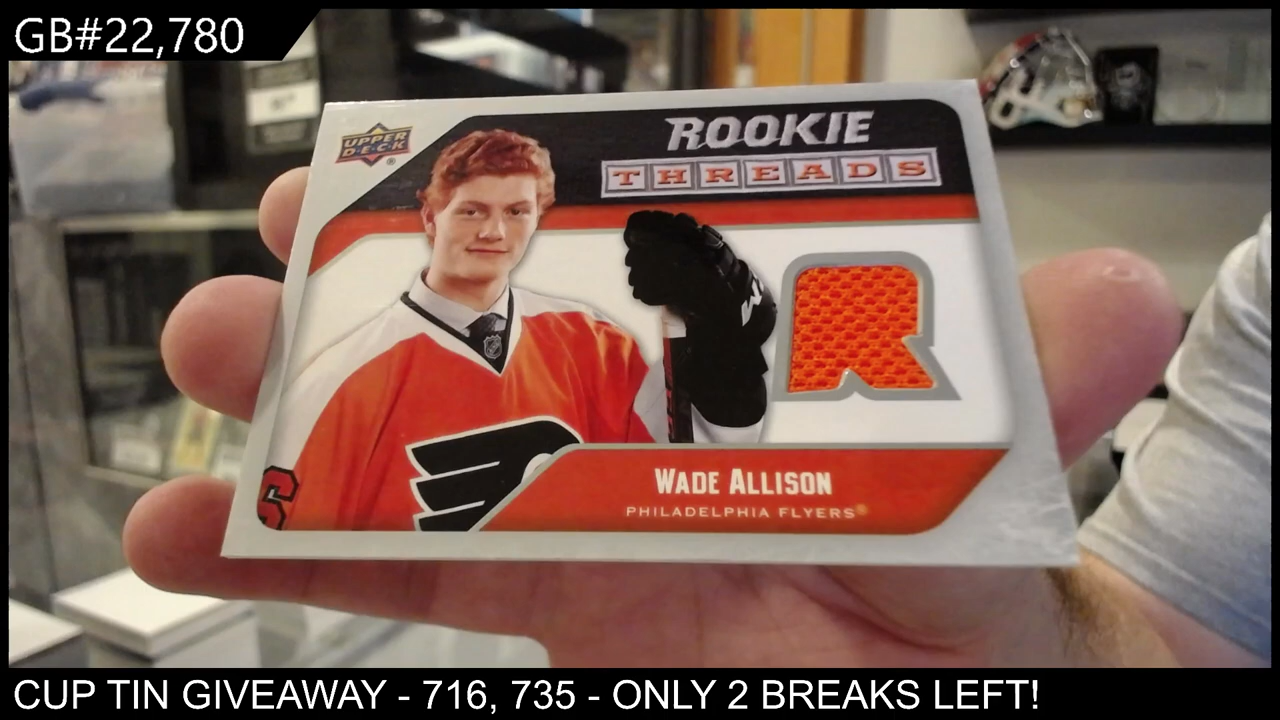 GB#22,780
UPPER
DECK
®
ROOKIE
THREADS
WADE ALLISON
PHILADELPHIA FLYERS®
CUP TIN GIVEAWAY - 716, 735 - ONLY 2 BREAKS LEFT!